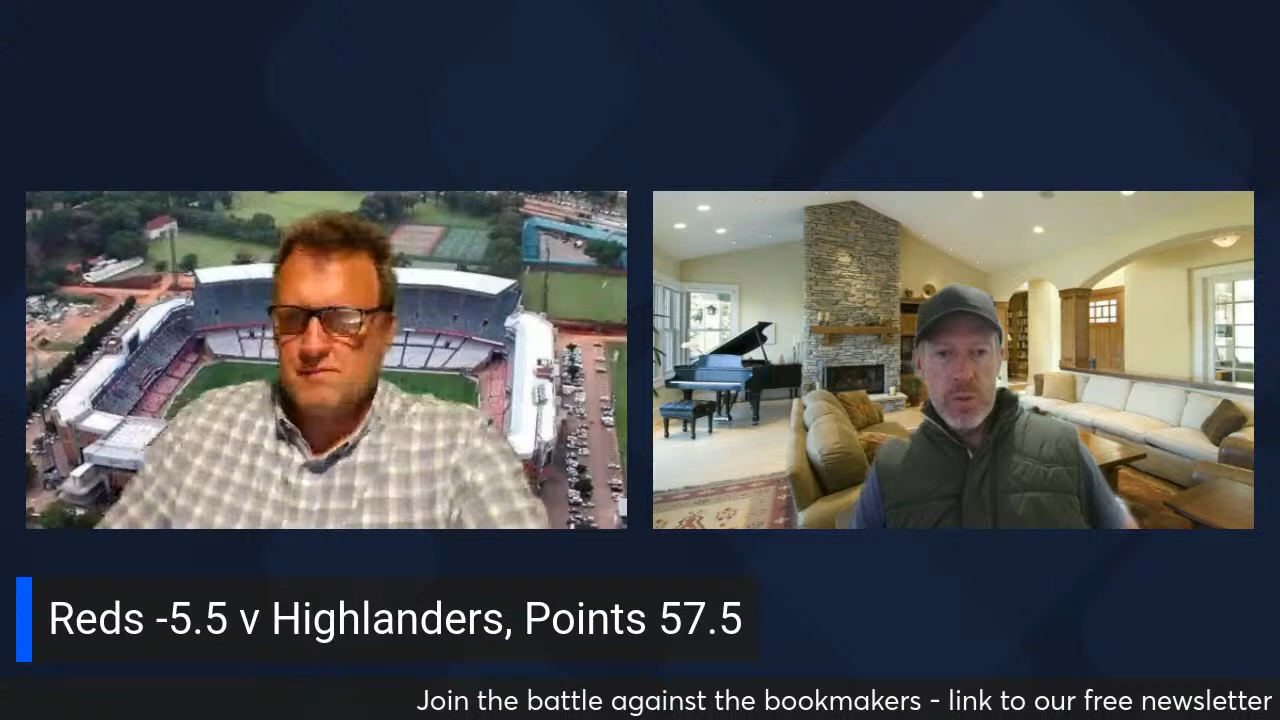 Reds -5.5 v Highlanders, Points 57.5
Join the battle against the bookmakers - link to our free newsletter